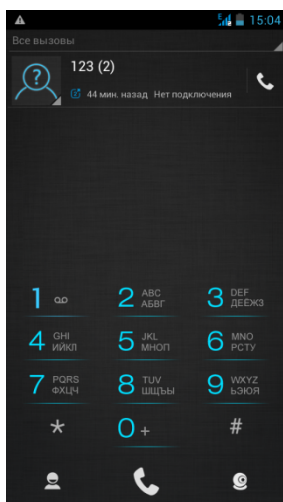 15:04
Все вызовы
123 (2)
44 мин. назад Нет подключения
1 2 ABC 3 DEF
АБВГ ДЕЁЖЗ
4 GHI 5 JKL 6 MNO
ИЙКЛ МНОП РСТУ
7 PQRS 8 TUV 9 WXYZ
ФХЦЧ ШЩЪЫ ЬЭЮЯ
* 0 + #